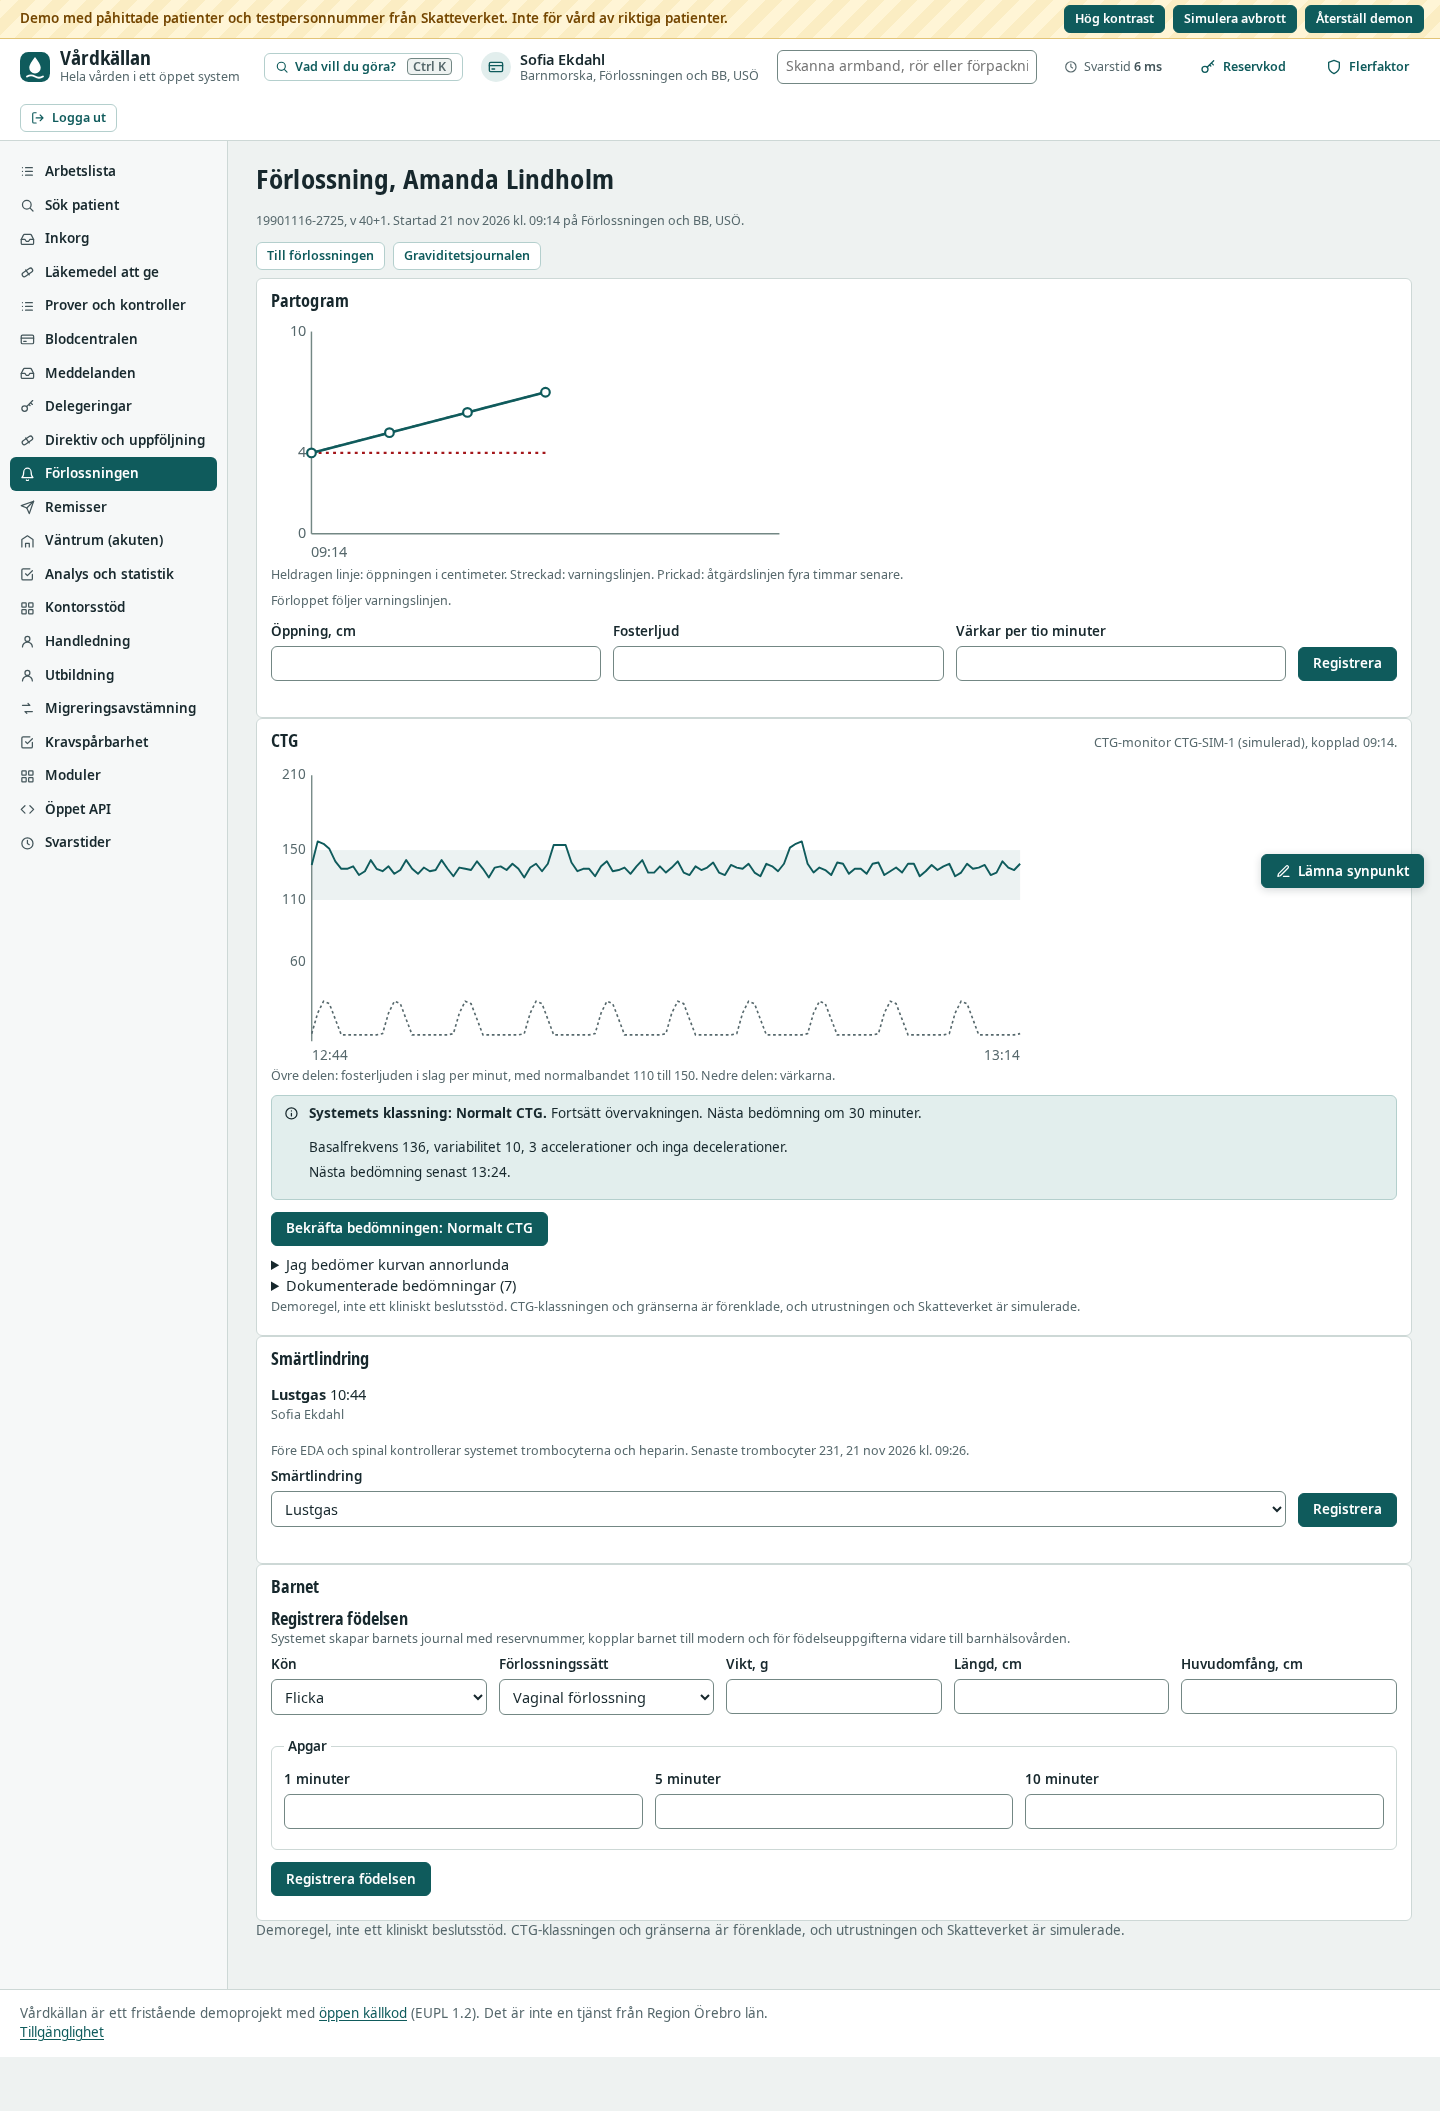 Demo med påhittade patienter och testpersonnummer från Skatteverket. Inte för vård av riktiga patienter.
Hög kontrast
Simulera avbrott
Återställ demon
Vårdkällan
Hela vården i ett öppet system
Vad vill du göra?
Ctrl K
Sofia Ekdahl
Barnmorska, Förlossningen och BB, USÖ
Skanna armband, rör eller förpackni
Svarstid 6 ms
Reservkod
Flerfaktor
Logga ut
Arbetslista
Sök patient
Inkorg
Läkemedel att ge
Prover och kontroller
Blodcentralen
Meddelanden
Delegeringar
Direktiv och uppföljning
Förlossningen
Remisser
Väntrum (akuten)
Analys och statistik
Kontorsstöd
Handledning
Utbildning
Migreringsavstämning
Kravspårbarhet
Moduler
Öppet API
Svarstider
Förlossning, Amanda Lindholm
19901116-2725, v 40+1. Startad 21 nov 2026 kl. 09:14 på Förlossningen och BB, USÖ.
Till förlossningen
Graviditetsjournalen
Partogram
10
4
0
09:14
Heldragen linje: öppningen i centimeter. Streckad: varningslinjen. Prickad: åtgärdslinjen fyra timmar senare.
Förloppet följer varningslinjen.
Öppning, cm
Fosterljud
Värkar per tio minuter
Registrera
CTG
CTG-monitor CTG-SIM-1 (simulerad), kopplad 09:14.
210
150
110
60
12:44
13:14
Övre delen: fosterljuden i slag per minut, med normalbandet 110 till 150. Nedre delen: värkarna.
Lämna synpunkt
Systemets klassning: Normalt CTG. Fortsätt övervakningen. Nästa bedömning om 30 minuter.
Basalfrekvens 136, variabilitet 10, 3 accelerationer och inga decelerationer.
Nästa bedömning senast 13:24.
Bekräfta bedömningen: Normalt CTG
Jag bedömer kurvan annorlunda
Dokumenterade bedömningar (7)
Demoregel, inte ett kliniskt beslutsstöd. CTG-klassningen och gränserna är förenklade, och utrustningen och Skatteverket är simulerade.
Smärtlindring
Lustgas 10:44
Sofia Ekdahl
Före EDA och spinal kontrollerar systemet trombocyterna och heparin. Senaste trombocyter 231, 21 nov 2026 kl. 09:26.
Smärtlindring
Lustgas
Registrera
Barnet
Registrera födelsen
Systemet skapar barnets journal med reservnummer, kopplar barnet till modern och för födelseuppgifterna vidare till barnhälsovården.
Kön
Förlossningssätt
Vikt, g
Längd, cm
Huvudomfång, cm
Flicka
Vaginal förlossning
Apgar
1 minuter
5 minuter
10 minuter
Registrera födelsen
Demoregel, inte ett kliniskt beslutsstöd. CTG-klassningen och gränserna är förenklade, och utrustningen och Skatteverket är simulerade.
Vårdkällan är ett fristående demoprojekt med öppen källkod (EUPL 1.2). Det är inte en tjänst från Region Örebro län.
Tillgänglighet